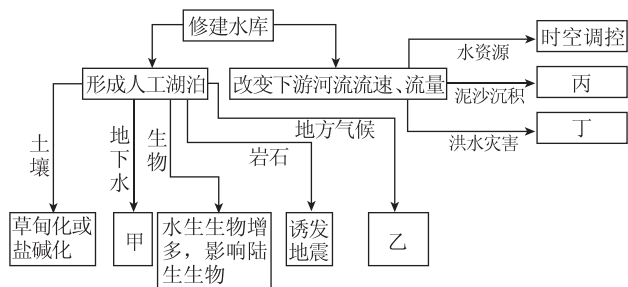 修建水库
时空调控
水资源
形成人工湖泊
改变下游河流流速、流量
丙
泥沙沉积
丁
洪水灾害
土壤
地下水
生物
岩石
地方气候
草甸化或
盐碱化
甲
水生生物增
多，影响陆
生生物
诱发
地震
乙